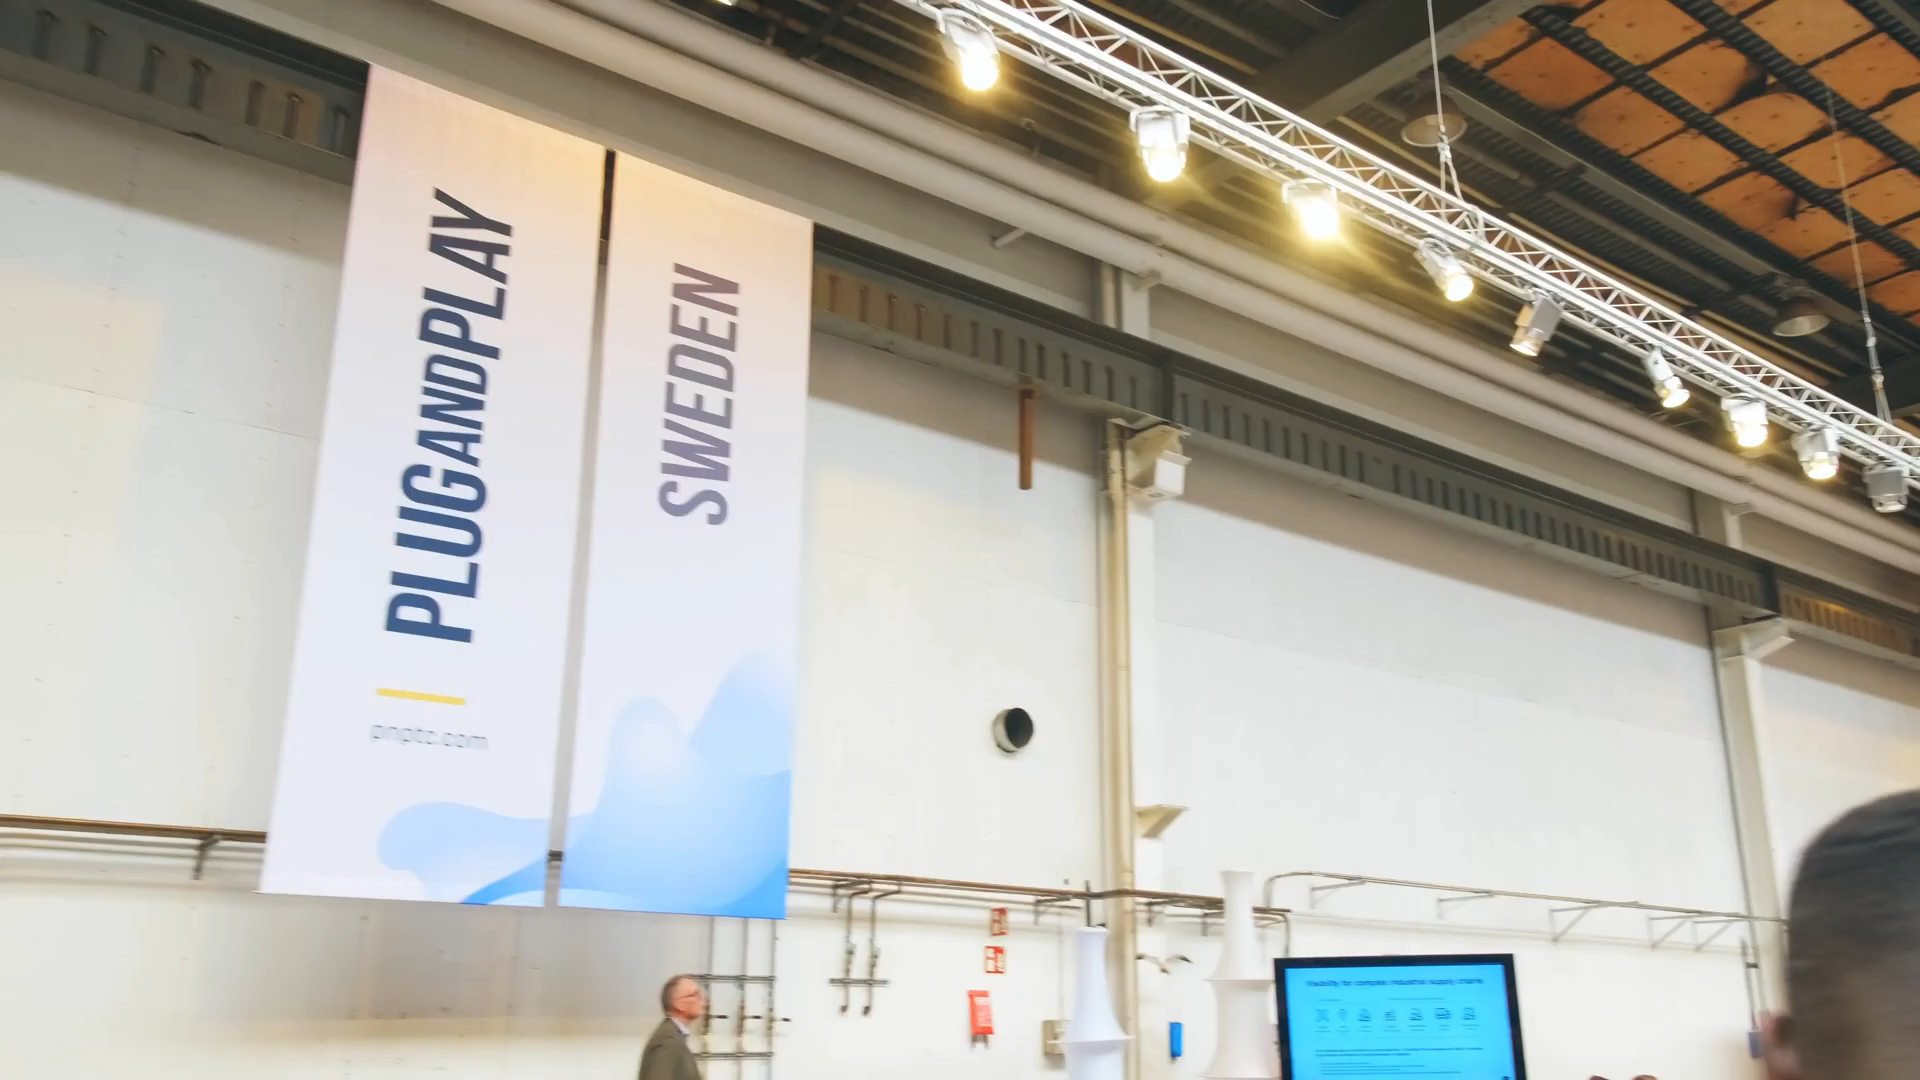 PLUGANDPLAY
pnptc.com
SWEDEN
Visibility for complex industrial supply chains